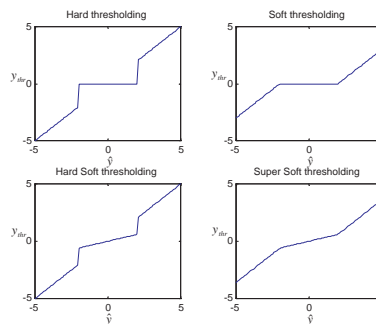 Hard thresholding
5
y_thr 0
-5
-5 0 5
ŷ
Soft thresholding
5
y_thr 0
-5
-5 0
ŷ
Hard Soft thresholding
5
y_thr 0
-5
-5 0 5
ŷ
Super Soft thresholding
5
y_thr 0
-5
-5 0
ŷ